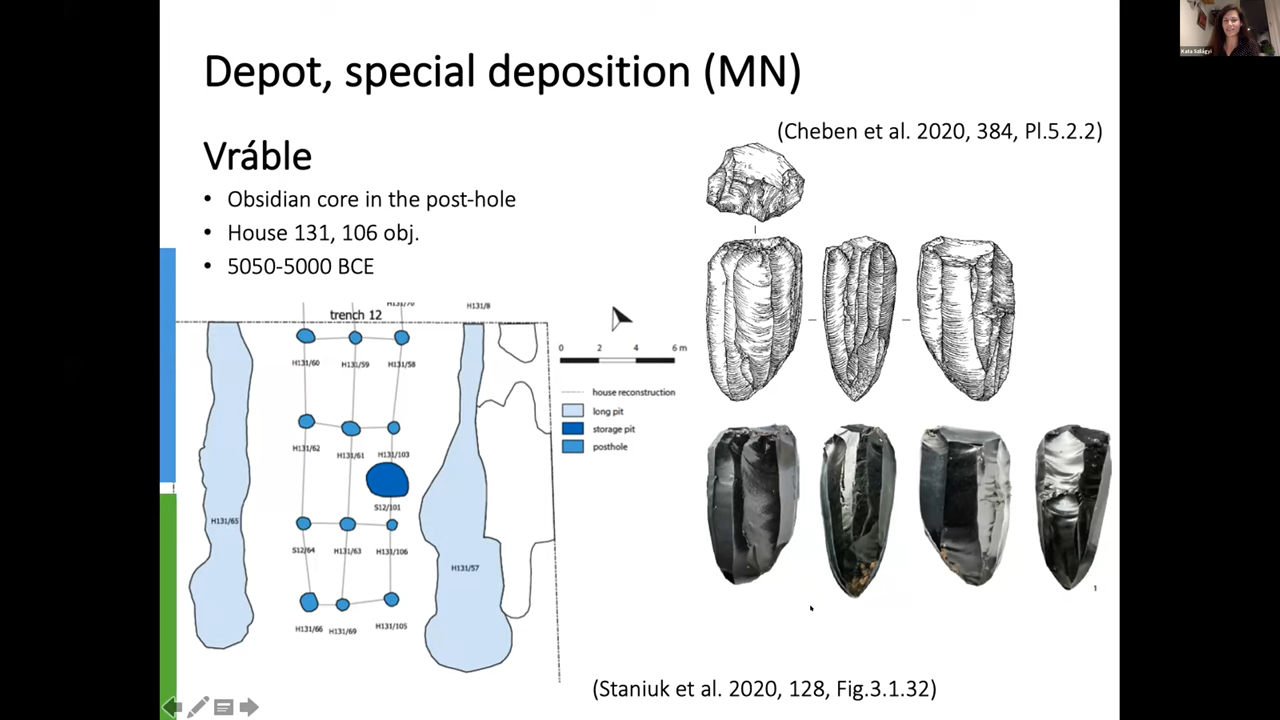 Depot, special deposition (MN)
Kata Szilágyi
(Cheben et al. 2020, 384, Pl.5.2.2)
Vráble
• Obsidian core in the post-hole
• House 131, 106 obj.
• 5050-5000 BCE
H131/70
H131/8
trench 12
H131/60
H131/59
H131/58
0 2 4 6 m
house reconstruction
long pit
storage pit
posthole
H131/62
H131/61
H131/103
S12/101
H131/65
S12/64
H131/63
H131/106
H131/57
H131/66
H131/69
H131/105
1
(Staniuk et al. 2020, 128, Fig.3.1.32)